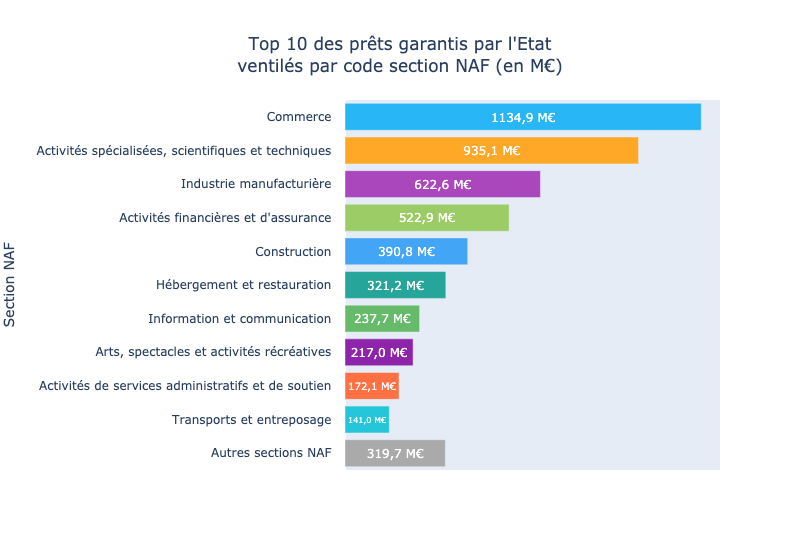 Top 10 des prêts garantis par l'Etat
ventilés par code section NAF (en M€)
Section NAF
Commerce 1134,9 M€
Activités spécialisées, scientifiques et techniques 935,1 M€
Industrie manufacturière 622,6 M€
Activités financières et d'assurance 522,9 M€
Construction 390,8 M€
Hébergement et restauration 321,2 M€
Information et communication 237,7 M€
Arts, spectacles et activités récréatives 217,0 M€
Activités de services administratifs et de soutien 172,1 M€
Transports et entreposage 141,0 M€
Autres sections NAF 319,7 M€